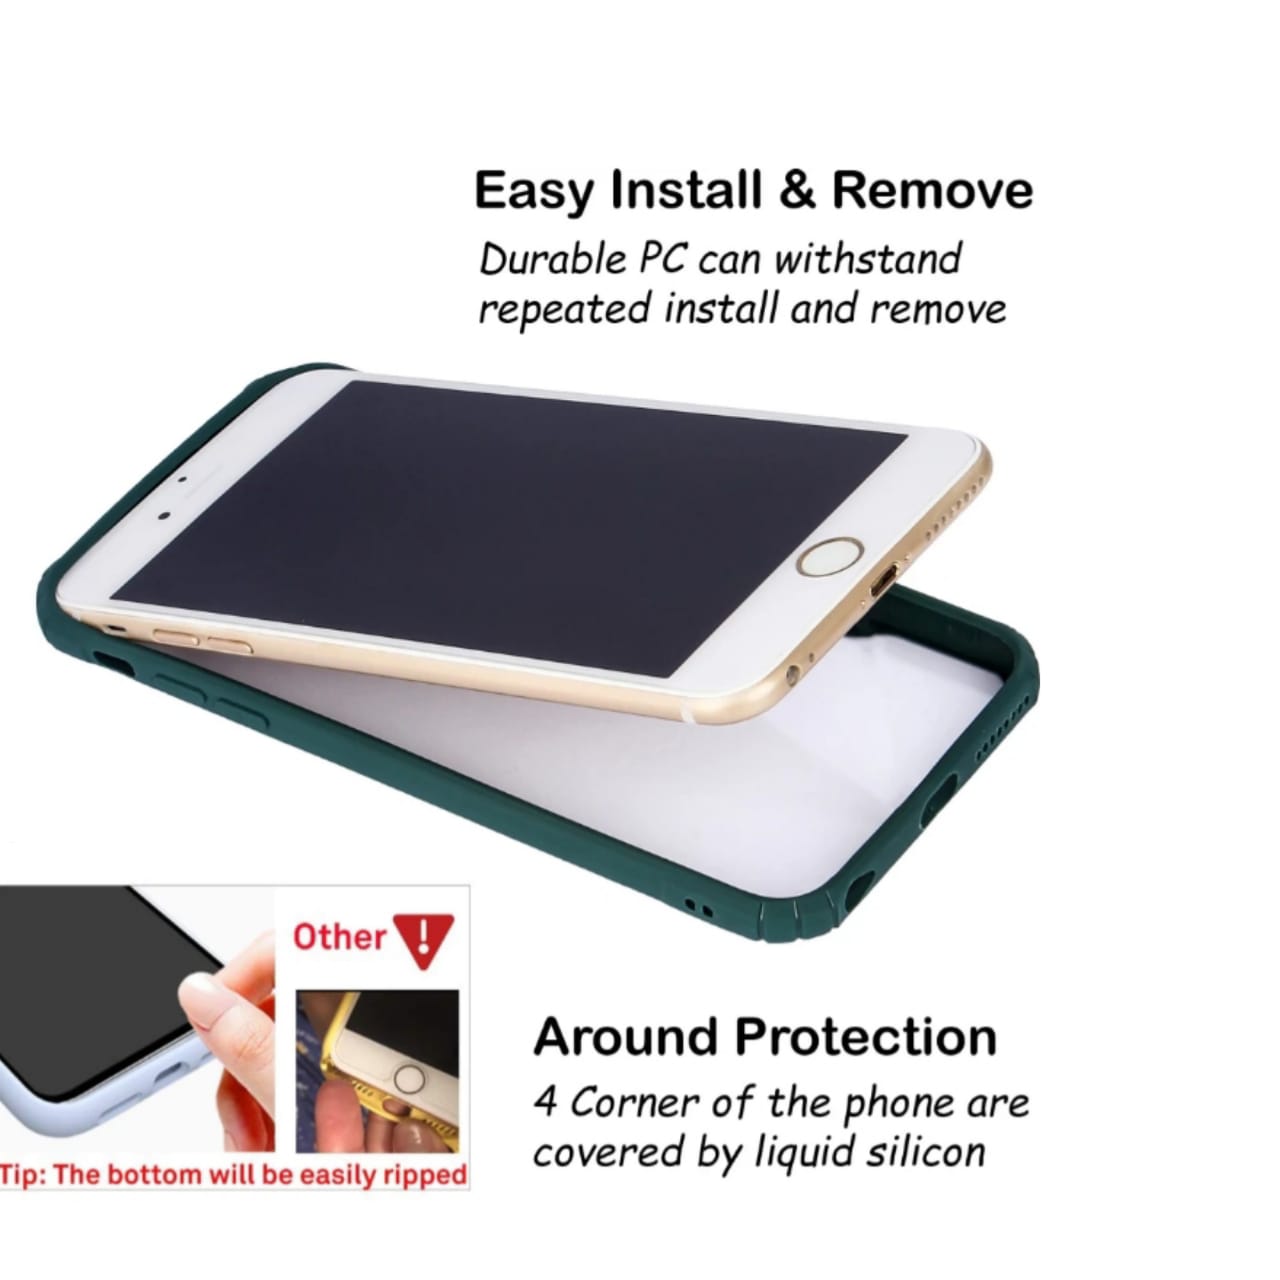 Easy Install & Remove
Durable PC can withstand
repeated install and remove
Other
Tip: The bottom will be easily ripped
Around Protection
4 Corner of the phone are
covered by liquid silicon